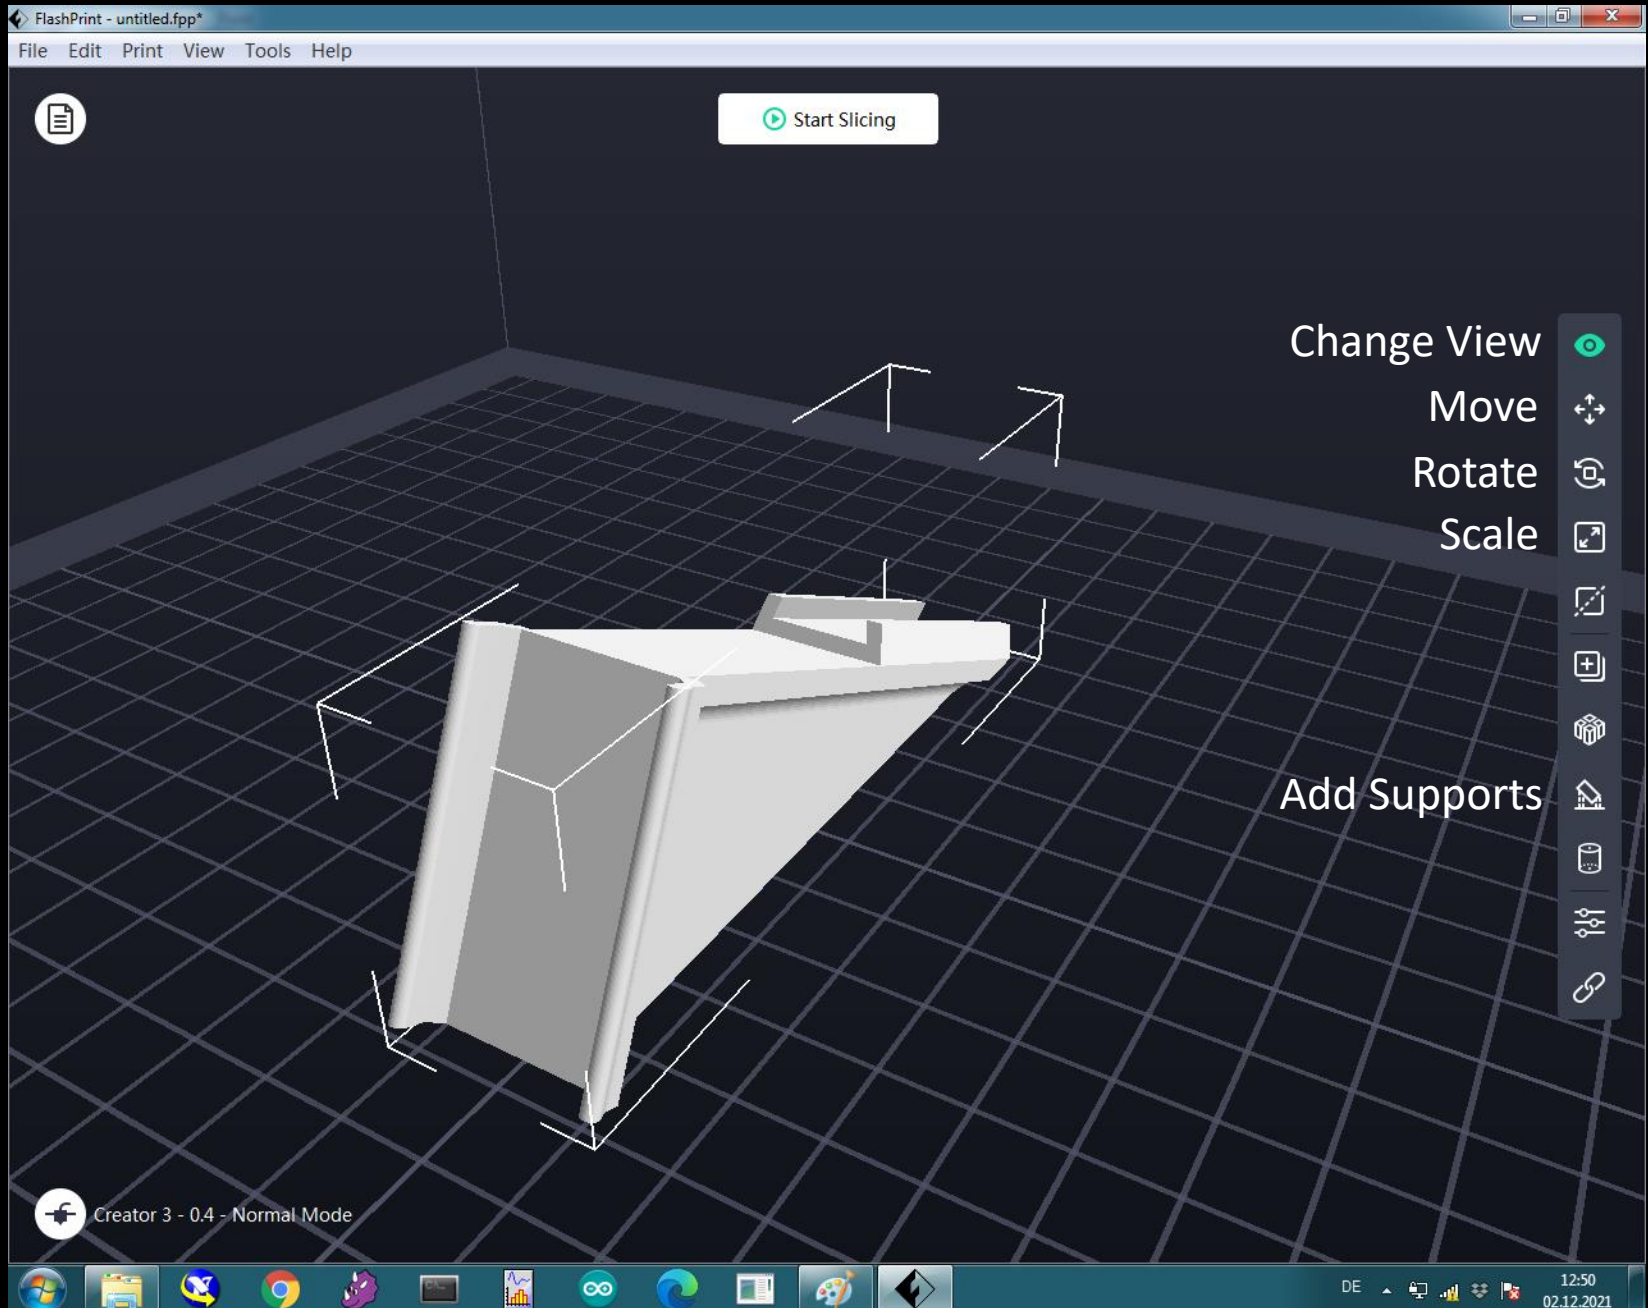 FlashPrint - untitled.fpp*
File Edit Print View Tools Help
Start Slicing
Change View
Move
Rotate
Scale
Add Supports
Creator 3 - 0.4 - Normal Mode
DE
12:50
02.12.2021